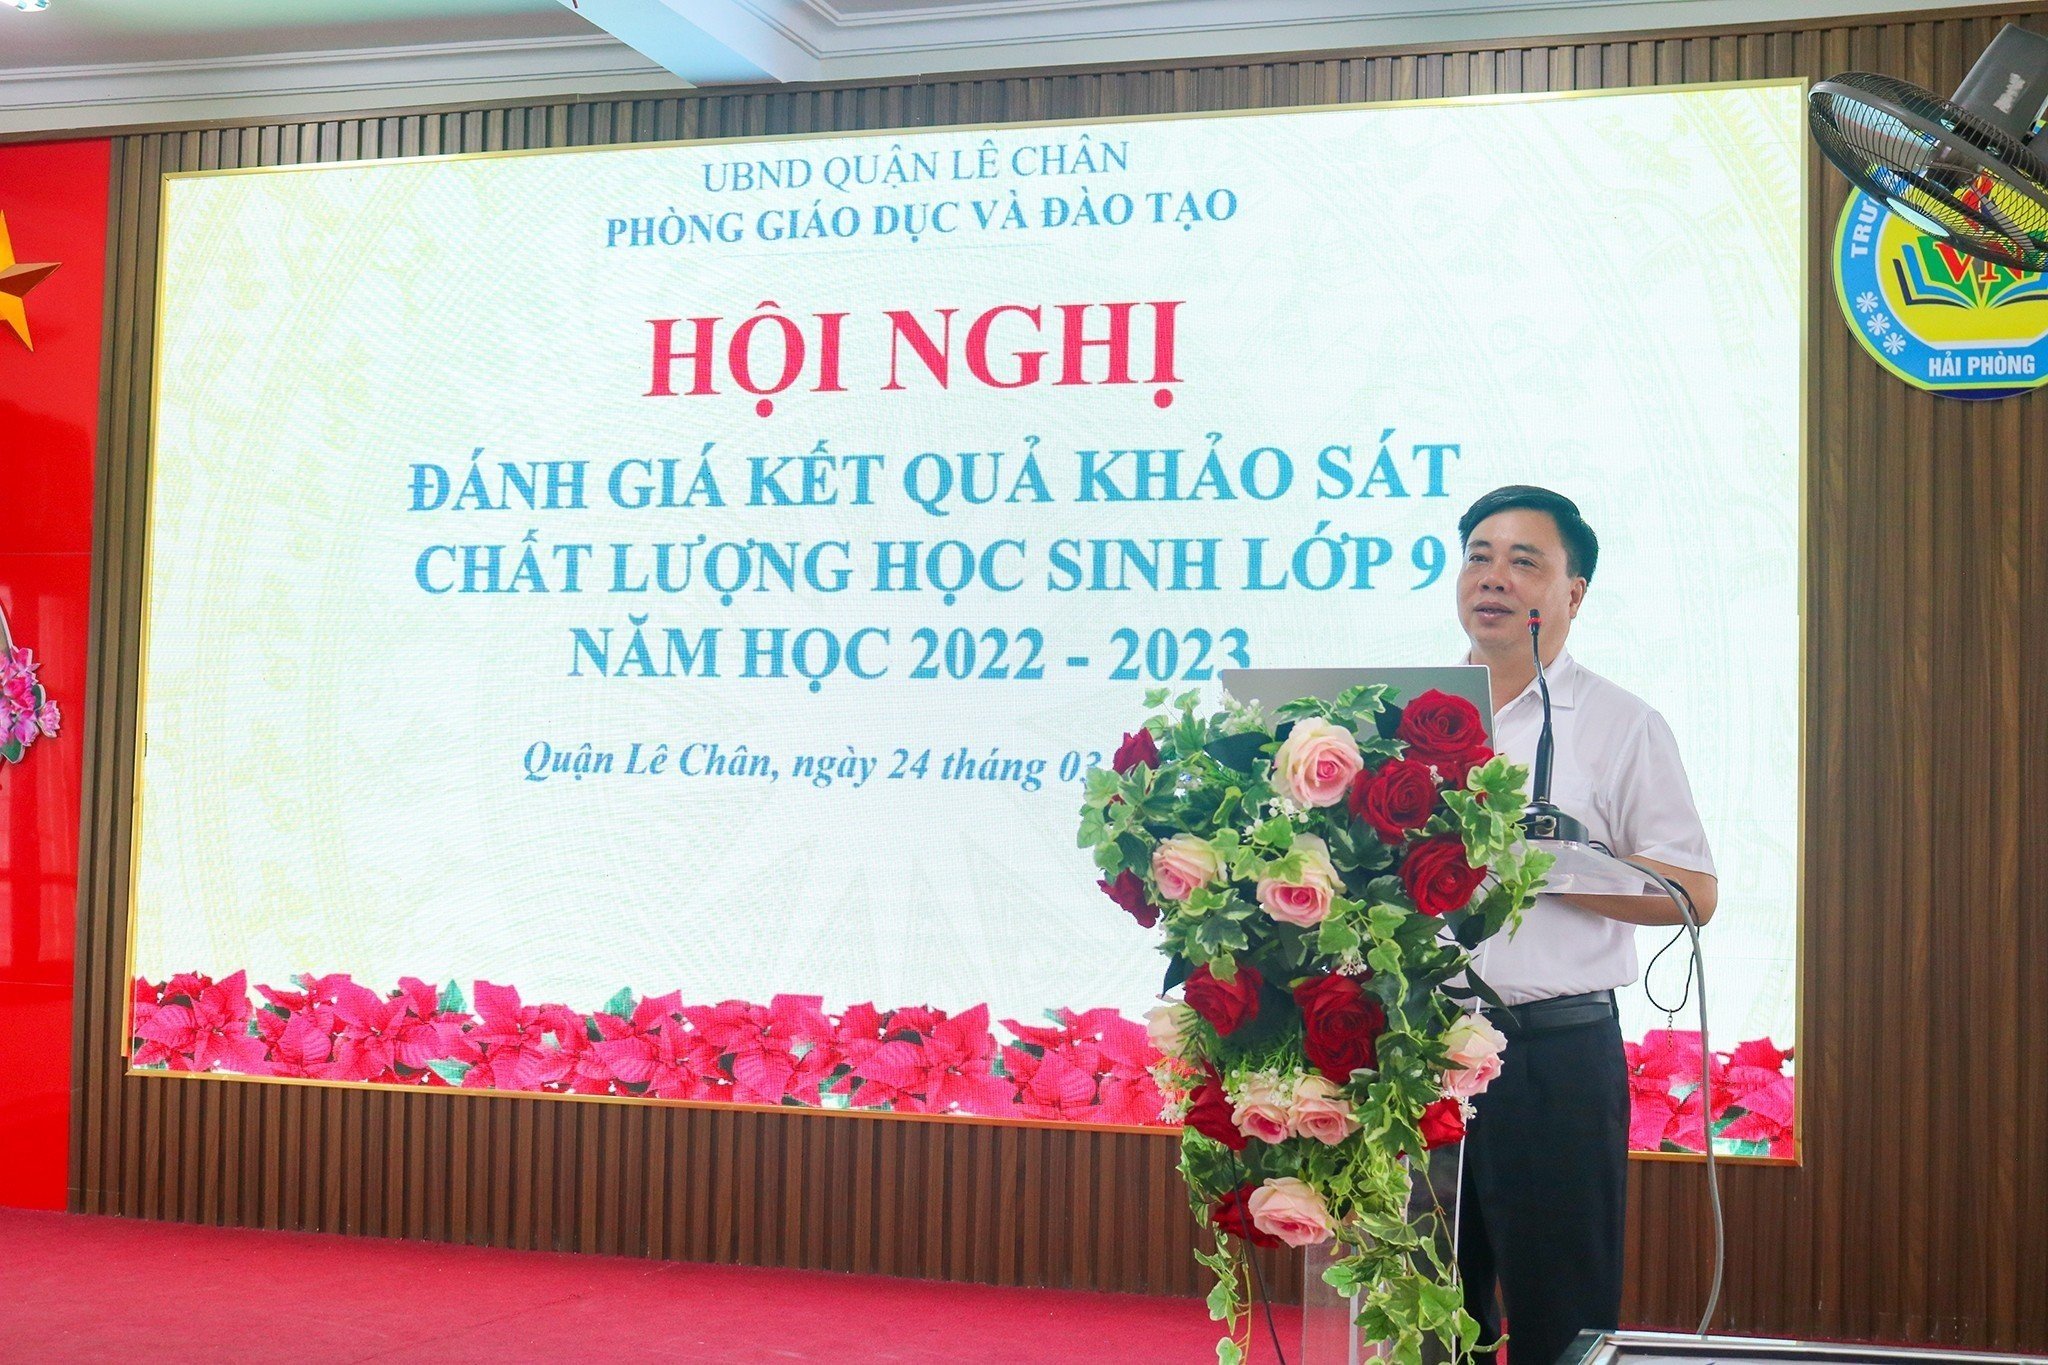 UBND QUẬN LÊ CHÂN
PHÒNG GIÁO DỤC VÀ ĐÀO TẠO
HỘI NGHỊ
ĐÁNH GIÁ KẾT QUẢ KHẢO SÁT
CHẤT LƯỢNG HỌC SINH LỚP 9
NĂM HỌC 2022 - 2023
Quận Lê Chân, ngày 24 tháng 03
VN
HẢI PHÒNG